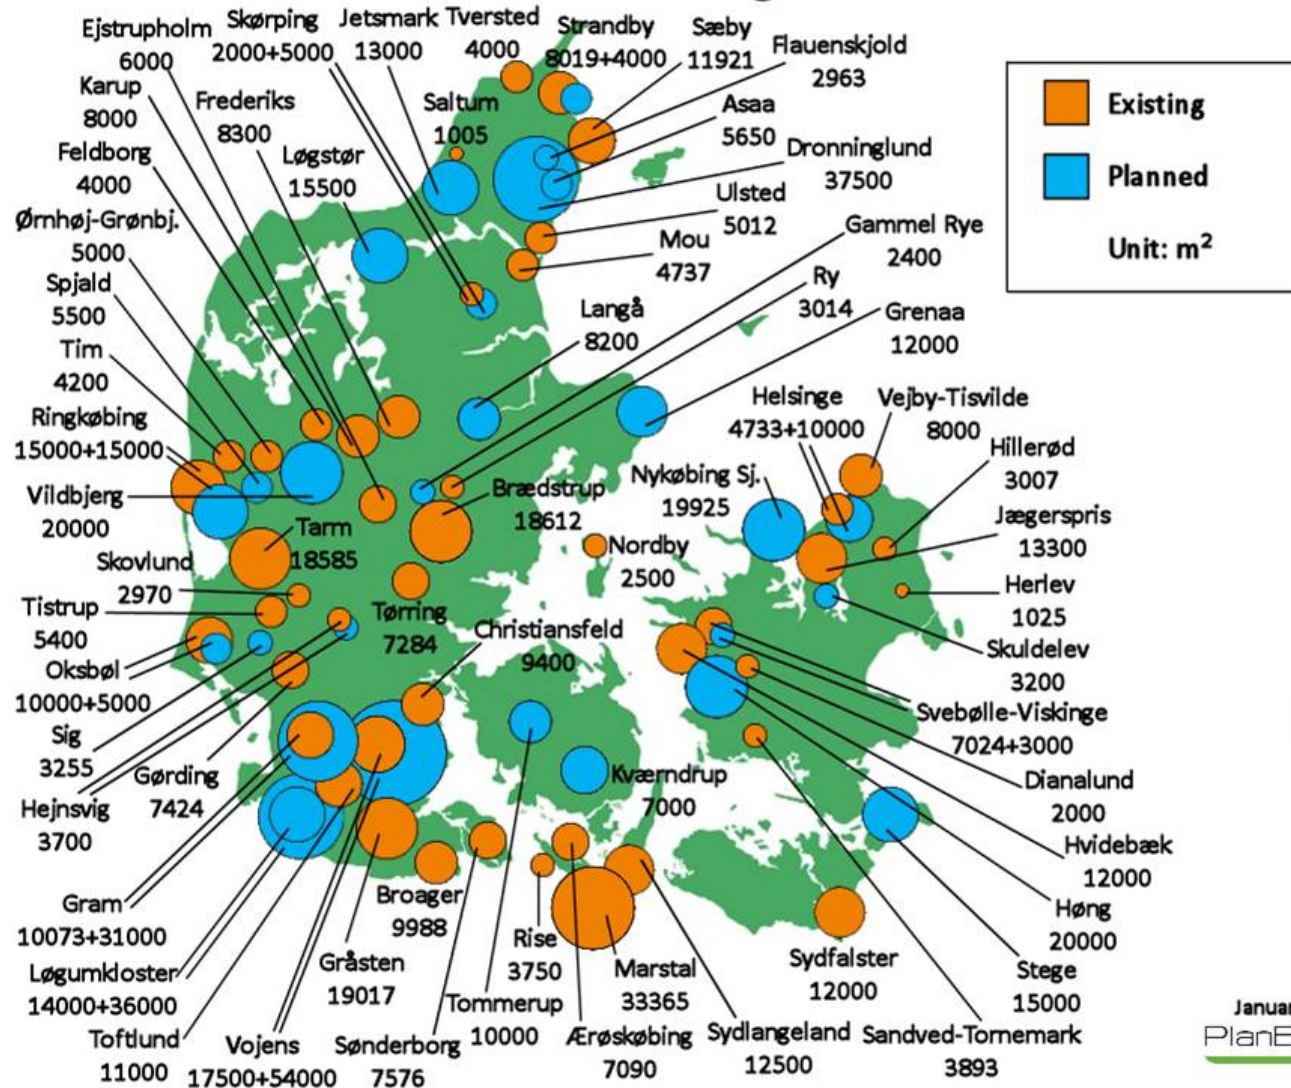 Ejstrupholm
6000
Skørping
2000+5000
Jetsmark
13000
Tversted
4000
Strandby
8019+4000
Sæby
11921
Flauenskjold
2963
Karup
8000
Frederiks
8300
Saltum
1005
Asaa
5650
Feldborg
4000
Løgstør
15500
Dronninglund
37500
Ørnhøj-Grønbj.
5000
Ulsted
5012
Gammel Rye
2400
Mou
4737
Spjald
5500
Ry
3014
Langå
8200
Grenaa
12000
Tim
4200
Ringkøbing
15000+15000
Helsinge
4733+10000
Vejby-Tisvilde
8000
Hillerød
3007
Nykøbing Sj.
19925
Vildbjerg
20000
Brædstrup
18612
Jægerspris
13300
Tarm
18585
Nordby
2500
Skovlund
2970
Herlev
1025
Tistrup
5400
Tørring
7284
Christiansfeld
9400
Skuldelev
3200
Oksbøl
10000+5000
Svebølle-Viskinge
7024+3000
Sig
3255
Gørding
7424
Kværndrup
7000
Dianalund
2000
Hejnsvig
3700
Hvidebæk
12000
Gram
10073+31000
Broager
9988
Høng
20000
Rise
3750
Marstal
33365
Sydfalster
12000
Stege
15000
Løgumkloster
14000+36000
Gråsten
19017
Tommerup
10000
Toftlund
11000
Vojens
17500+54000
Sønderborg
7576
Ærøskøbing
7090
Sydlangeland
12500
Sandved-Tornemark
3893
Existing
Planned
Unit: m²